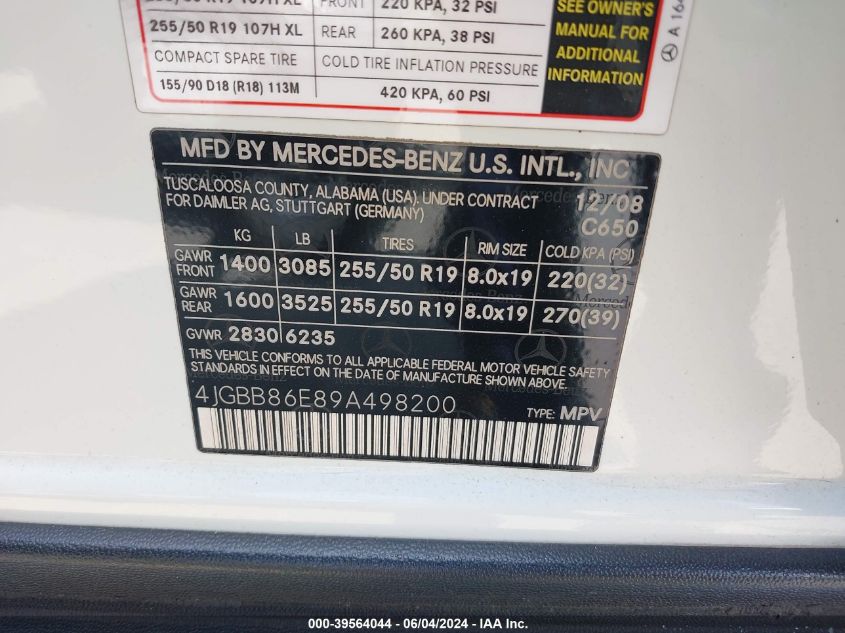 FRONT 220 KPA, 32 PSI
255/50 R19 107H XL REAR 260 KPA, 38 PSI
COMPACT SPARE TIRE COLD TIRE INFLATION PRESSURE
155/90 D18 (R18) 113M 420 KPA, 60 PSI
SEE OWNER'S
MANUAL FOR
ADDITIONAL
INFORMATION
A 164
MFD BY MERCEDES-BENZ U.S. INTL., INC
TUSCALOOSA COUNTY, ALABAMA (USA). UNDER CONTRACT 12/08
FOR DAIMLER AG, STUTTGART (GERMANY) C650
KG LB TIRES RIM SIZE COLD KPA (PSI)
GAWR FRONT 1400 3085 255/50 R19 8.0x19 220(32)
GAWR REAR 1600 3525 255/50 R19 8.0x19 270(39)
GVWR 2830 6235
THIS VEHICLE CONFORMS TO ALL APPLICABLE FEDERAL MOTOR VEHICLE SAFETY
STANDARDS IN EFFECT ON THE DATE OF MANUFACTURE SHOWN ABOVE.
4JGBB86E89A498200 TYPE: MPV
000-39564044 — 06/04/2024 — IAA Inc.